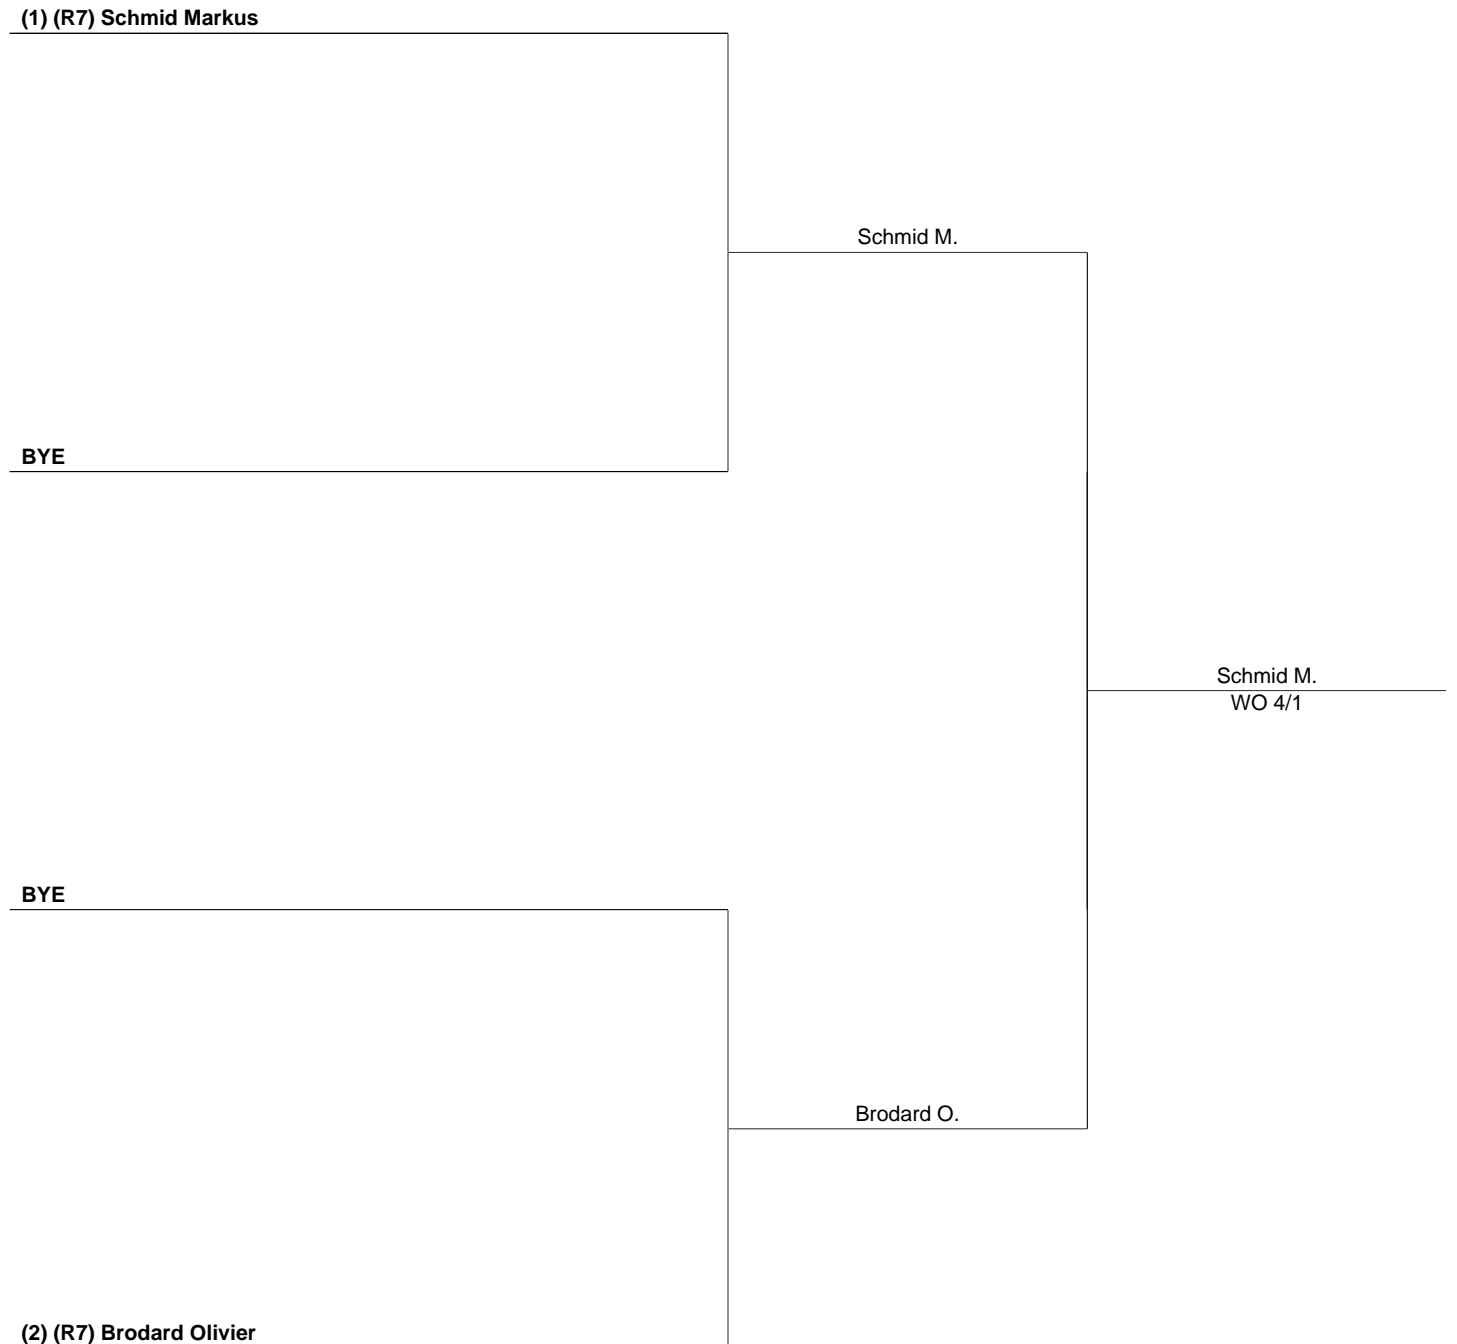 (1) (R7) Schmid Markus
Schmid M.
BYE
Schmid M.
WO 4/1
BYE
Brodard O.
(2) (R7) Brodard Olivier